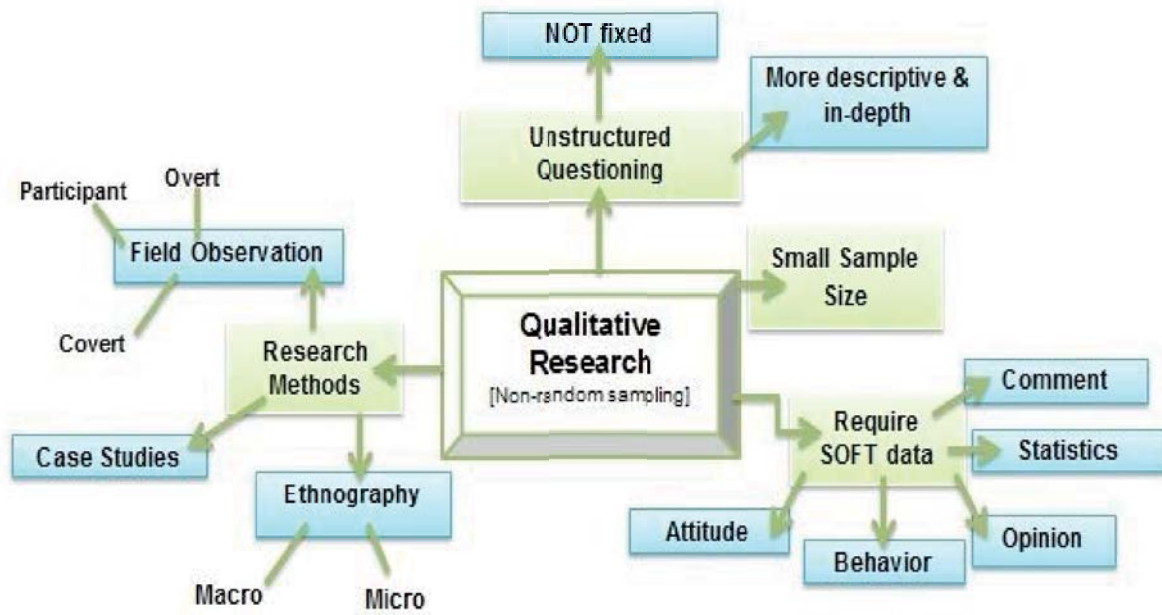 NOT fixed
More descriptive &
in-depth
Unstructured
Questioning
Overt
Participant
Field Observation
Small Sample
Size
Qualitative
Research
[Non-random sampling]
Covert
Research
Methods
Comment
Require
SOFT data
Statistics
Case Studies
Ethnography
Attitude
Opinion
Behavior
Macro
Micro